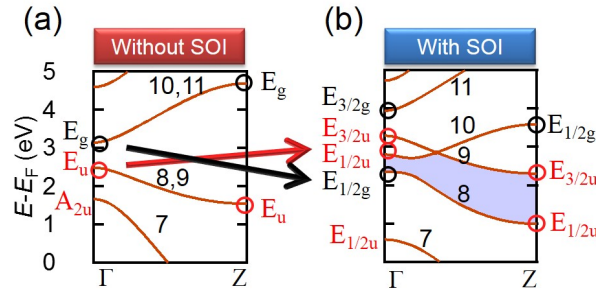 (a)
Without SOI
E-E_F (eV)
5
4
3
2
1
0
10,11
E_g
E_g
E_u
8,9
A_2u
7
E_u
Γ
Z
(b)
With SOI
11
E_3/2g
10
E_1/2g
E_3/2u
E_1/2u
9
E_1/2g
8
E_3/2u
E_1/2u
E_1/2u
7
Γ
Z